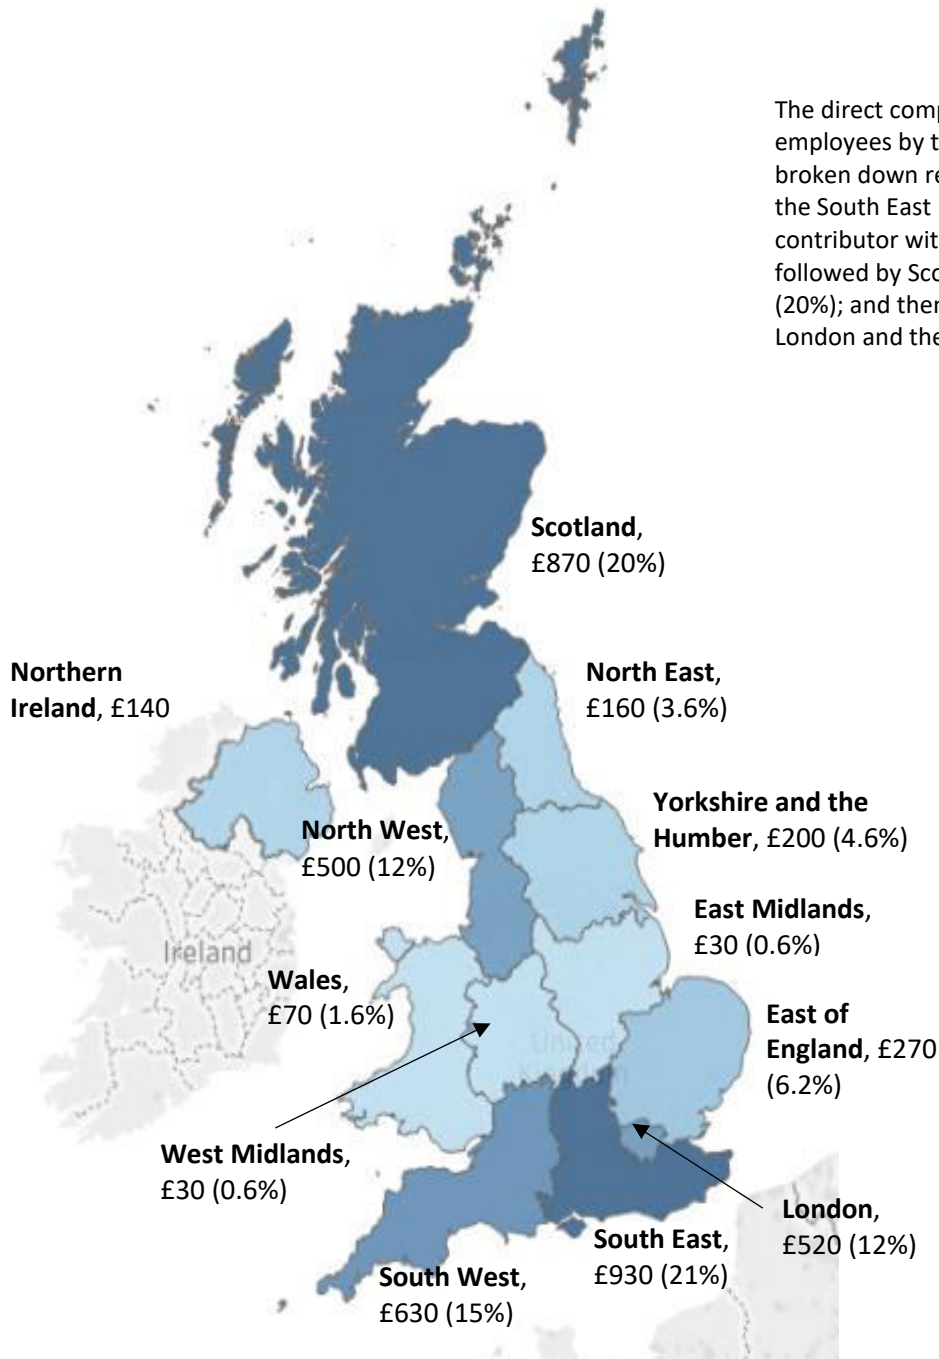 The direct comp
employees by t
broken down re
the South East
contributor wit
followed by Sco
(20%); and ther
London and the
Scotland,
£870 (20%)
Northern
Ireland, £140
North East,
£160 (3.6%)
North West,
£500 (12%)
Yorkshire and the
Humber, £200 (4.6%)
East Midlands,
£30 (0.6%)
Ireland
Wales,
£70 (1.6%)
East of
England, £270
(6.2%)
United
West Midlands,
£30 (0.6%)
London,
£520 (12%)
South East,
£930 (21%)
South West,
£630 (15%)